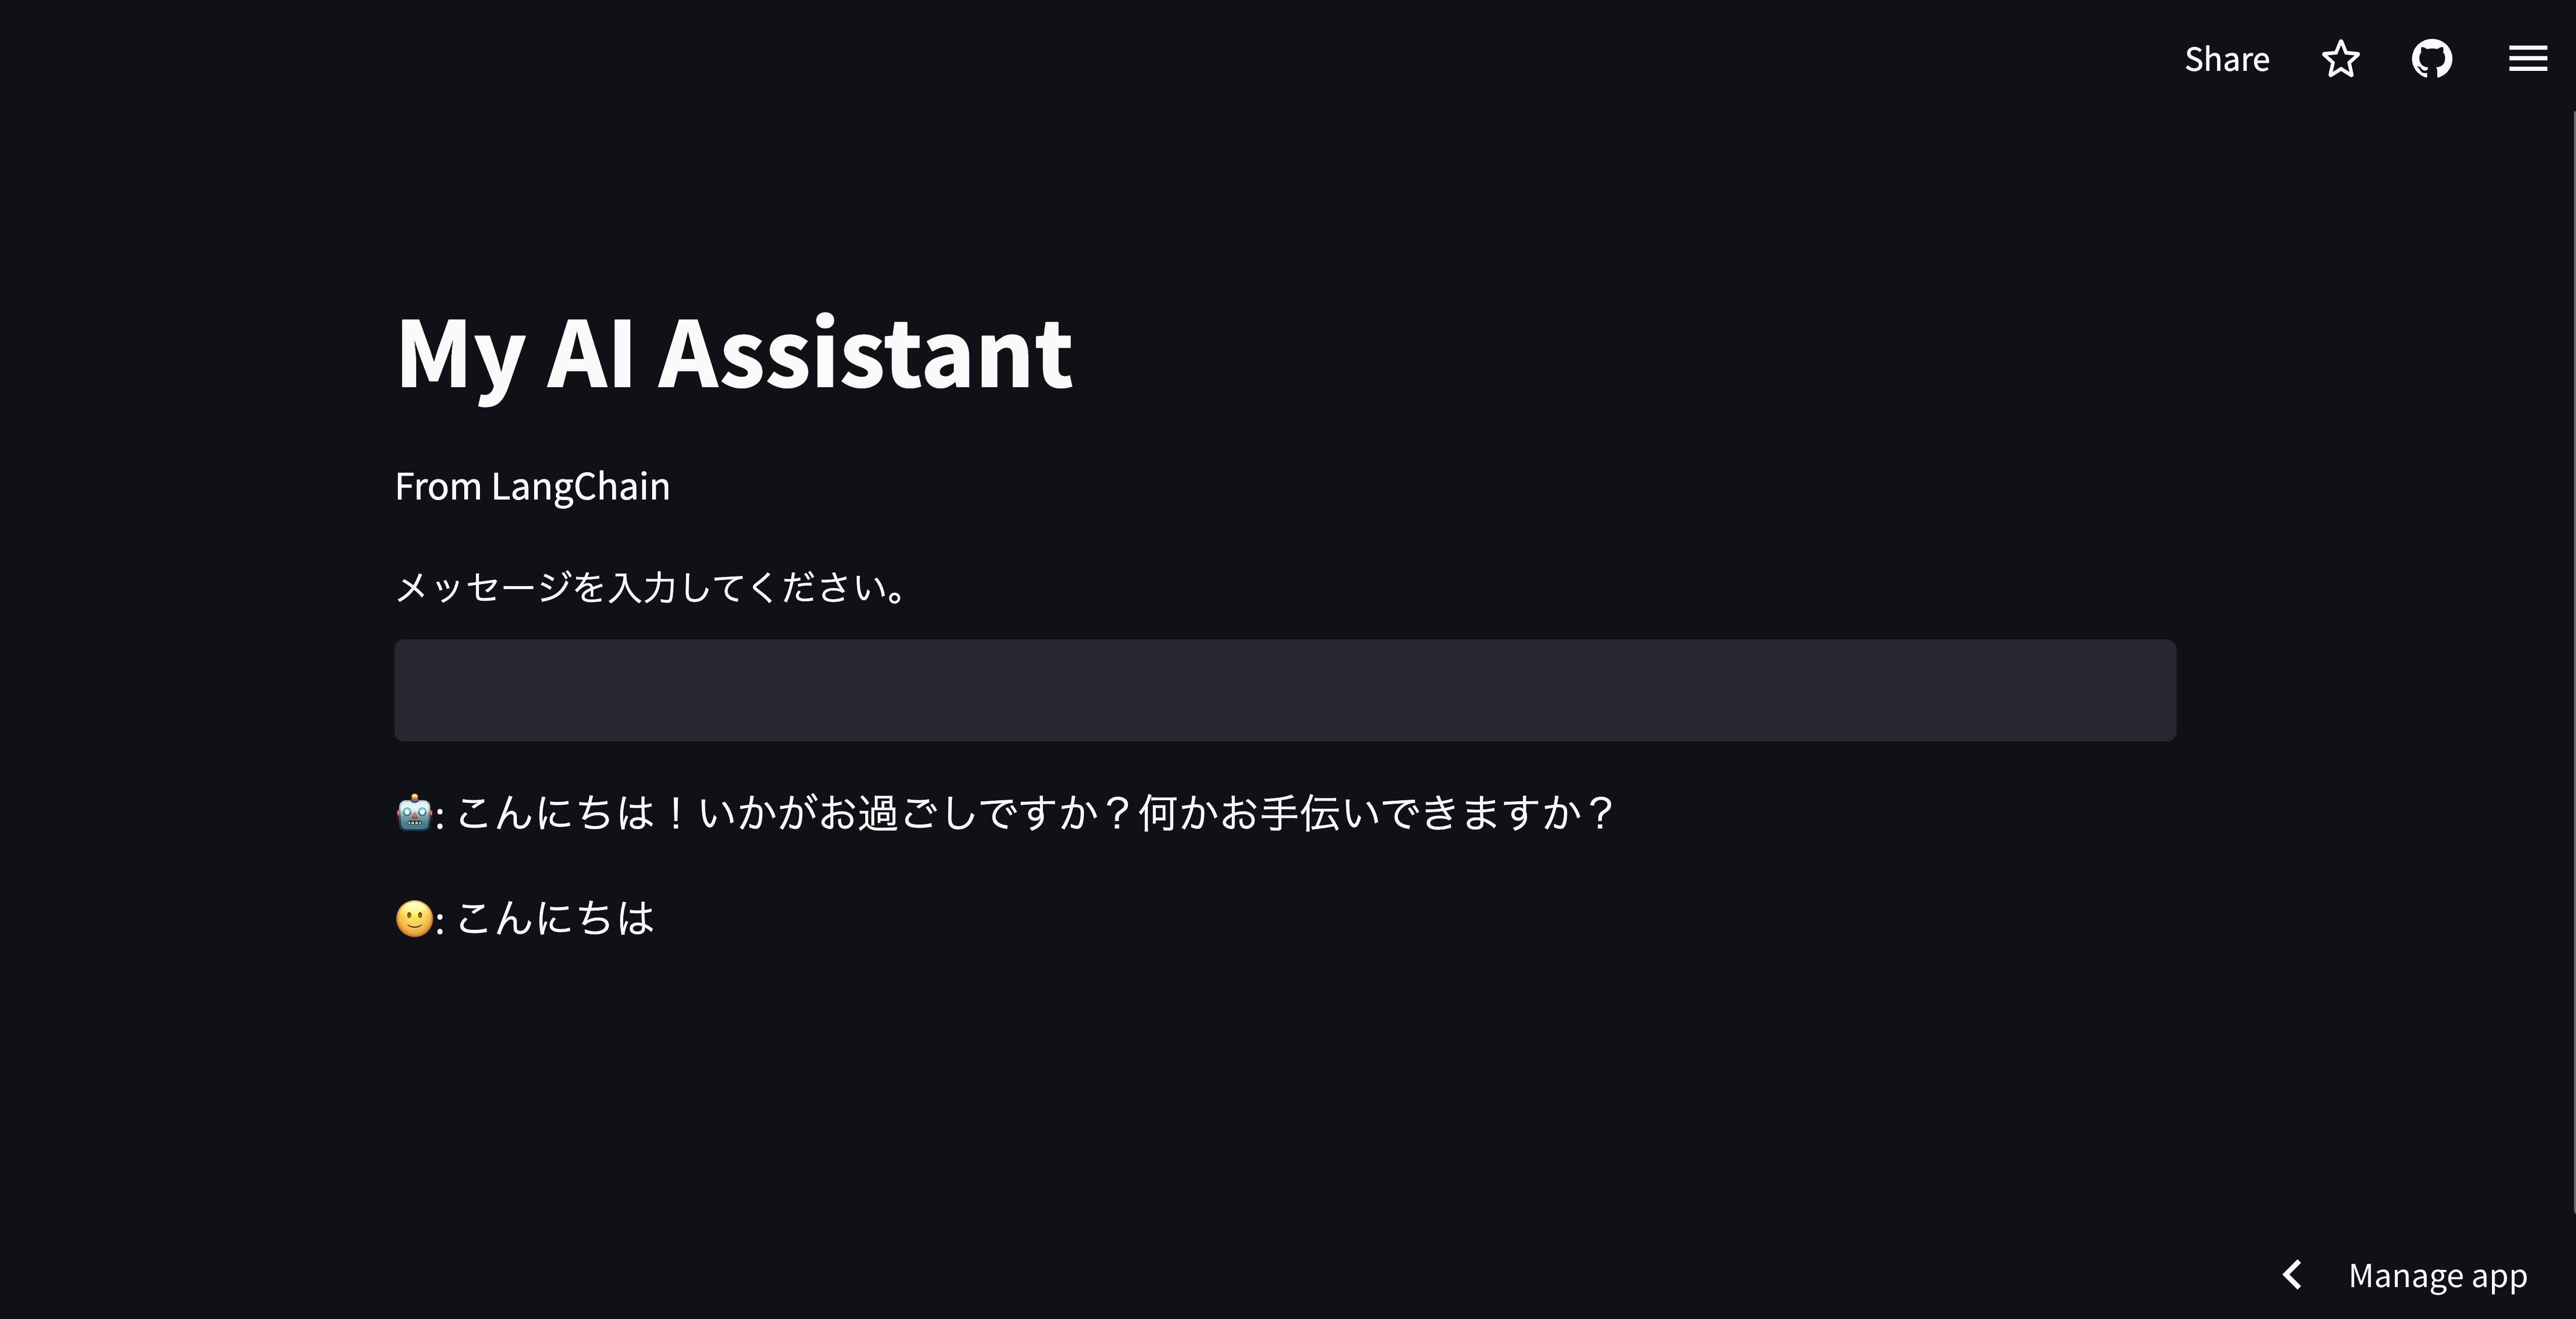 Share
My AI Assistant
From LangChain
メッセージを入力してください。
🤖: こんにちは！いかがお過ごしですか？何かお手伝いできますか？
🙂: こんにちは
Manage app